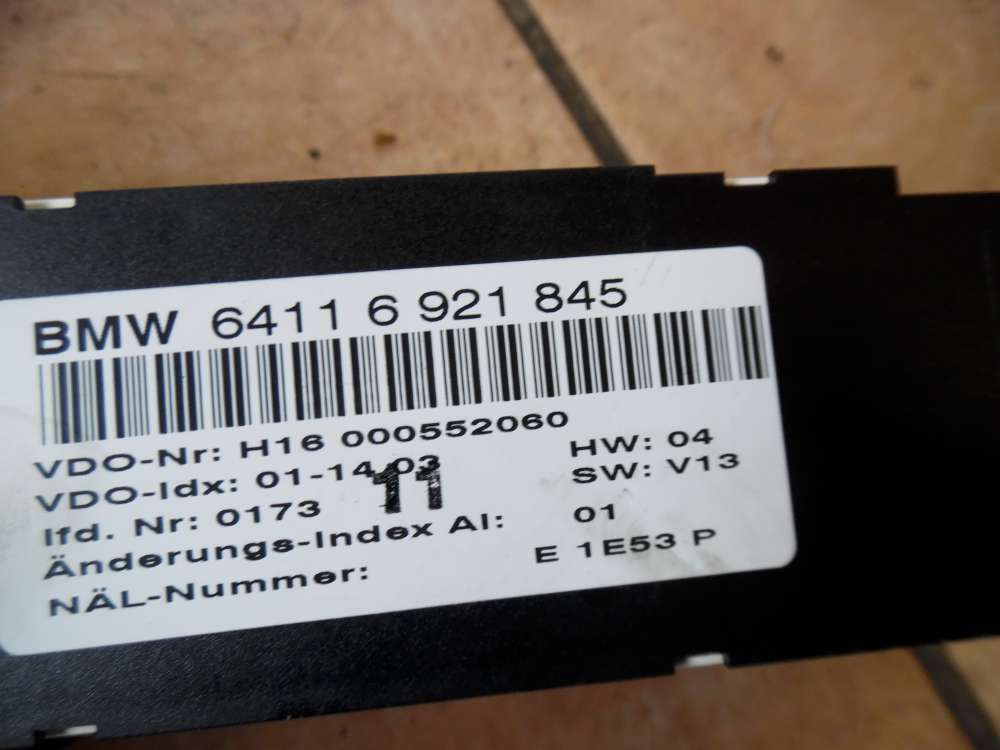 BMW 6411 6 921 845
VDO-Nr: H16 000552060
VDO-Idx: 01-14.03 HW: 04
lfd. Nr: 0173 11 SW: V13
Änderungs-Index AI: 01
NÄL-Nummer: E 1E53 P